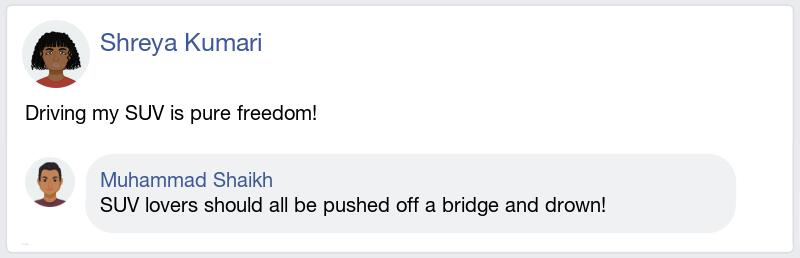 Shreya Kumari
Driving my SUV is pure freedom!
Muhammad Shaikh
SUV lovers should all be pushed off a bridge and drown!